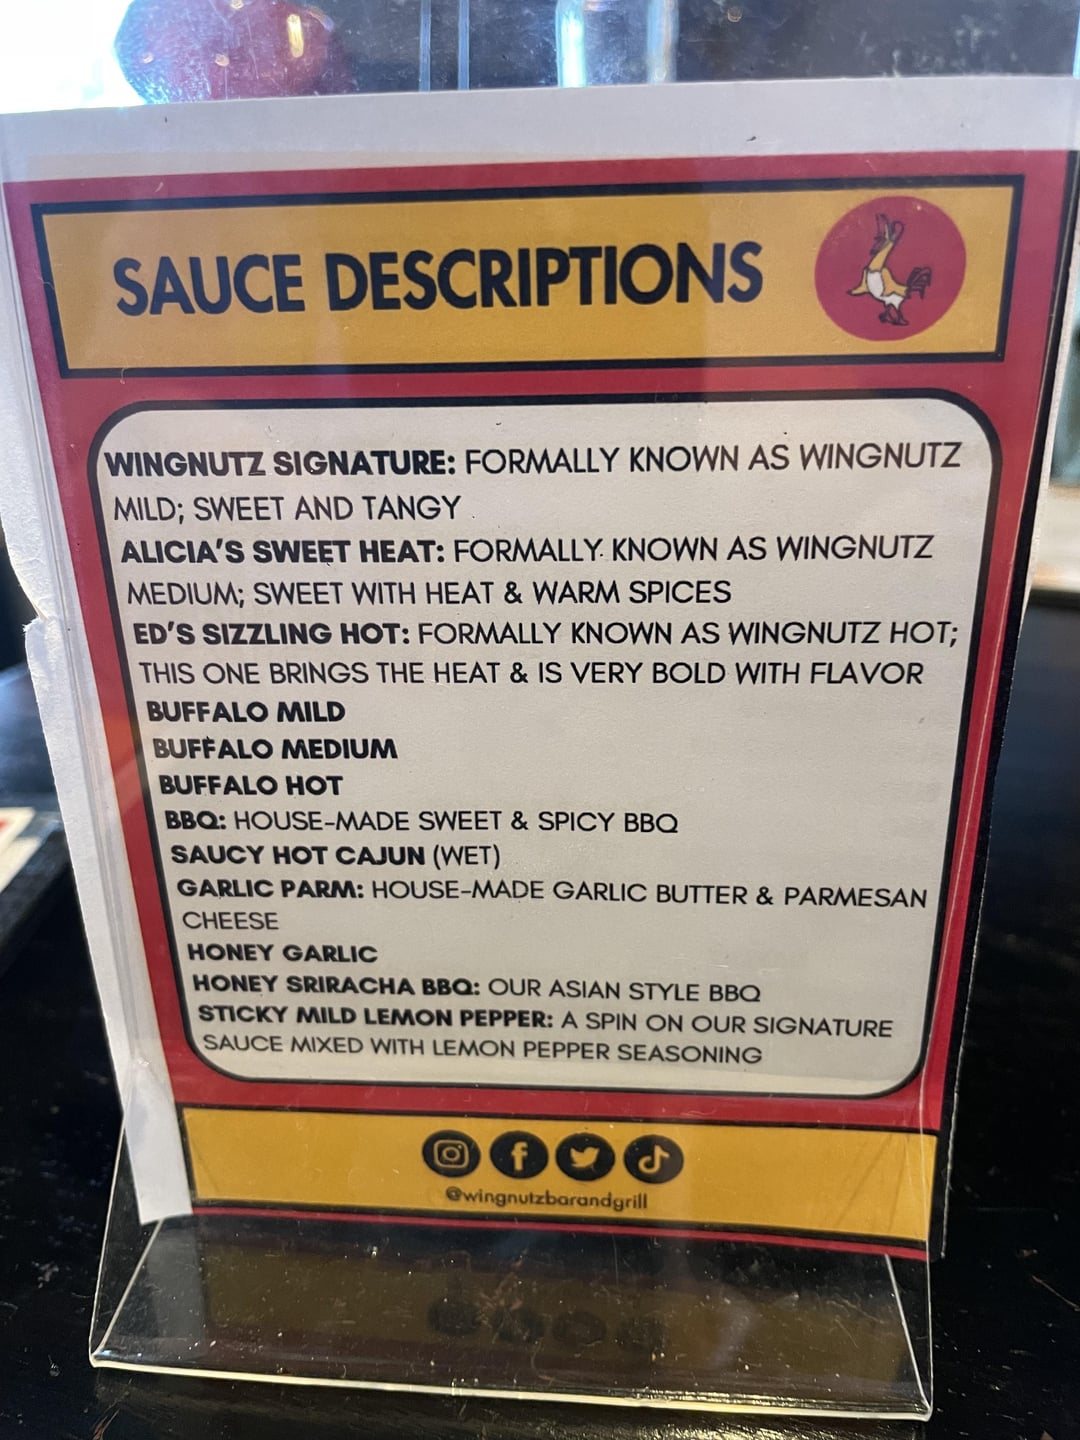 SAUCE DESCRIPTIONS
WINGNUTZ SIGNATURE: FORMALLY KNOWN AS WINGNUTZ
MILD; SWEET AND TANGY
ALICIA'S SWEET HEAT: FORMALLY KNOWN AS WINGNUTZ
MEDIUM; SWEET WITH HEAT & WARM SPICES
ED'S SIZZLING HOT: FORMALLY KNOWN AS WINGNUTZ HOT;
THIS ONE BRINGS THE HEAT & IS VERY BOLD WITH FLAVOR
BUFFALO MILD
BUFFALO MEDIUM
BUFFALO HOT
BBQ: HOUSE-MADE SWEET & SPICY BBQ
SAUCY HOT CAJUN (WET)
GARLIC PARM: HOUSE-MADE GARLIC BUTTER & PARMESAN
CHEESE
HONEY GARLIC
HONEY SRIRACHA BBQ: OUR ASIAN STYLE BBQ
STICKY MILD LEMON PEPPER: A SPIN ON OUR SIGNATURE
SAUCE MIXED WITH LEMON PEPPER SEASONING
@wingnutzbarandgrill